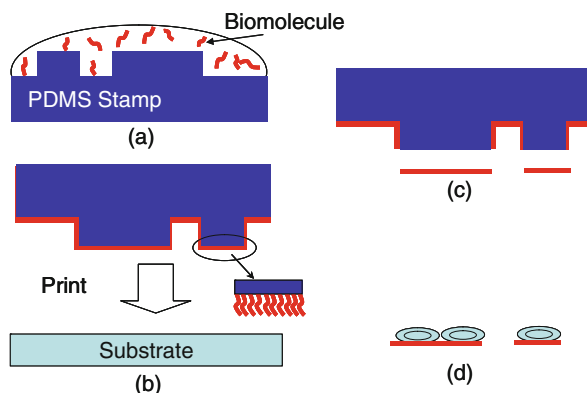 Biomolecule
PDMS Stamp
(a)
(c)
Print
Substrate
(b)
(d)